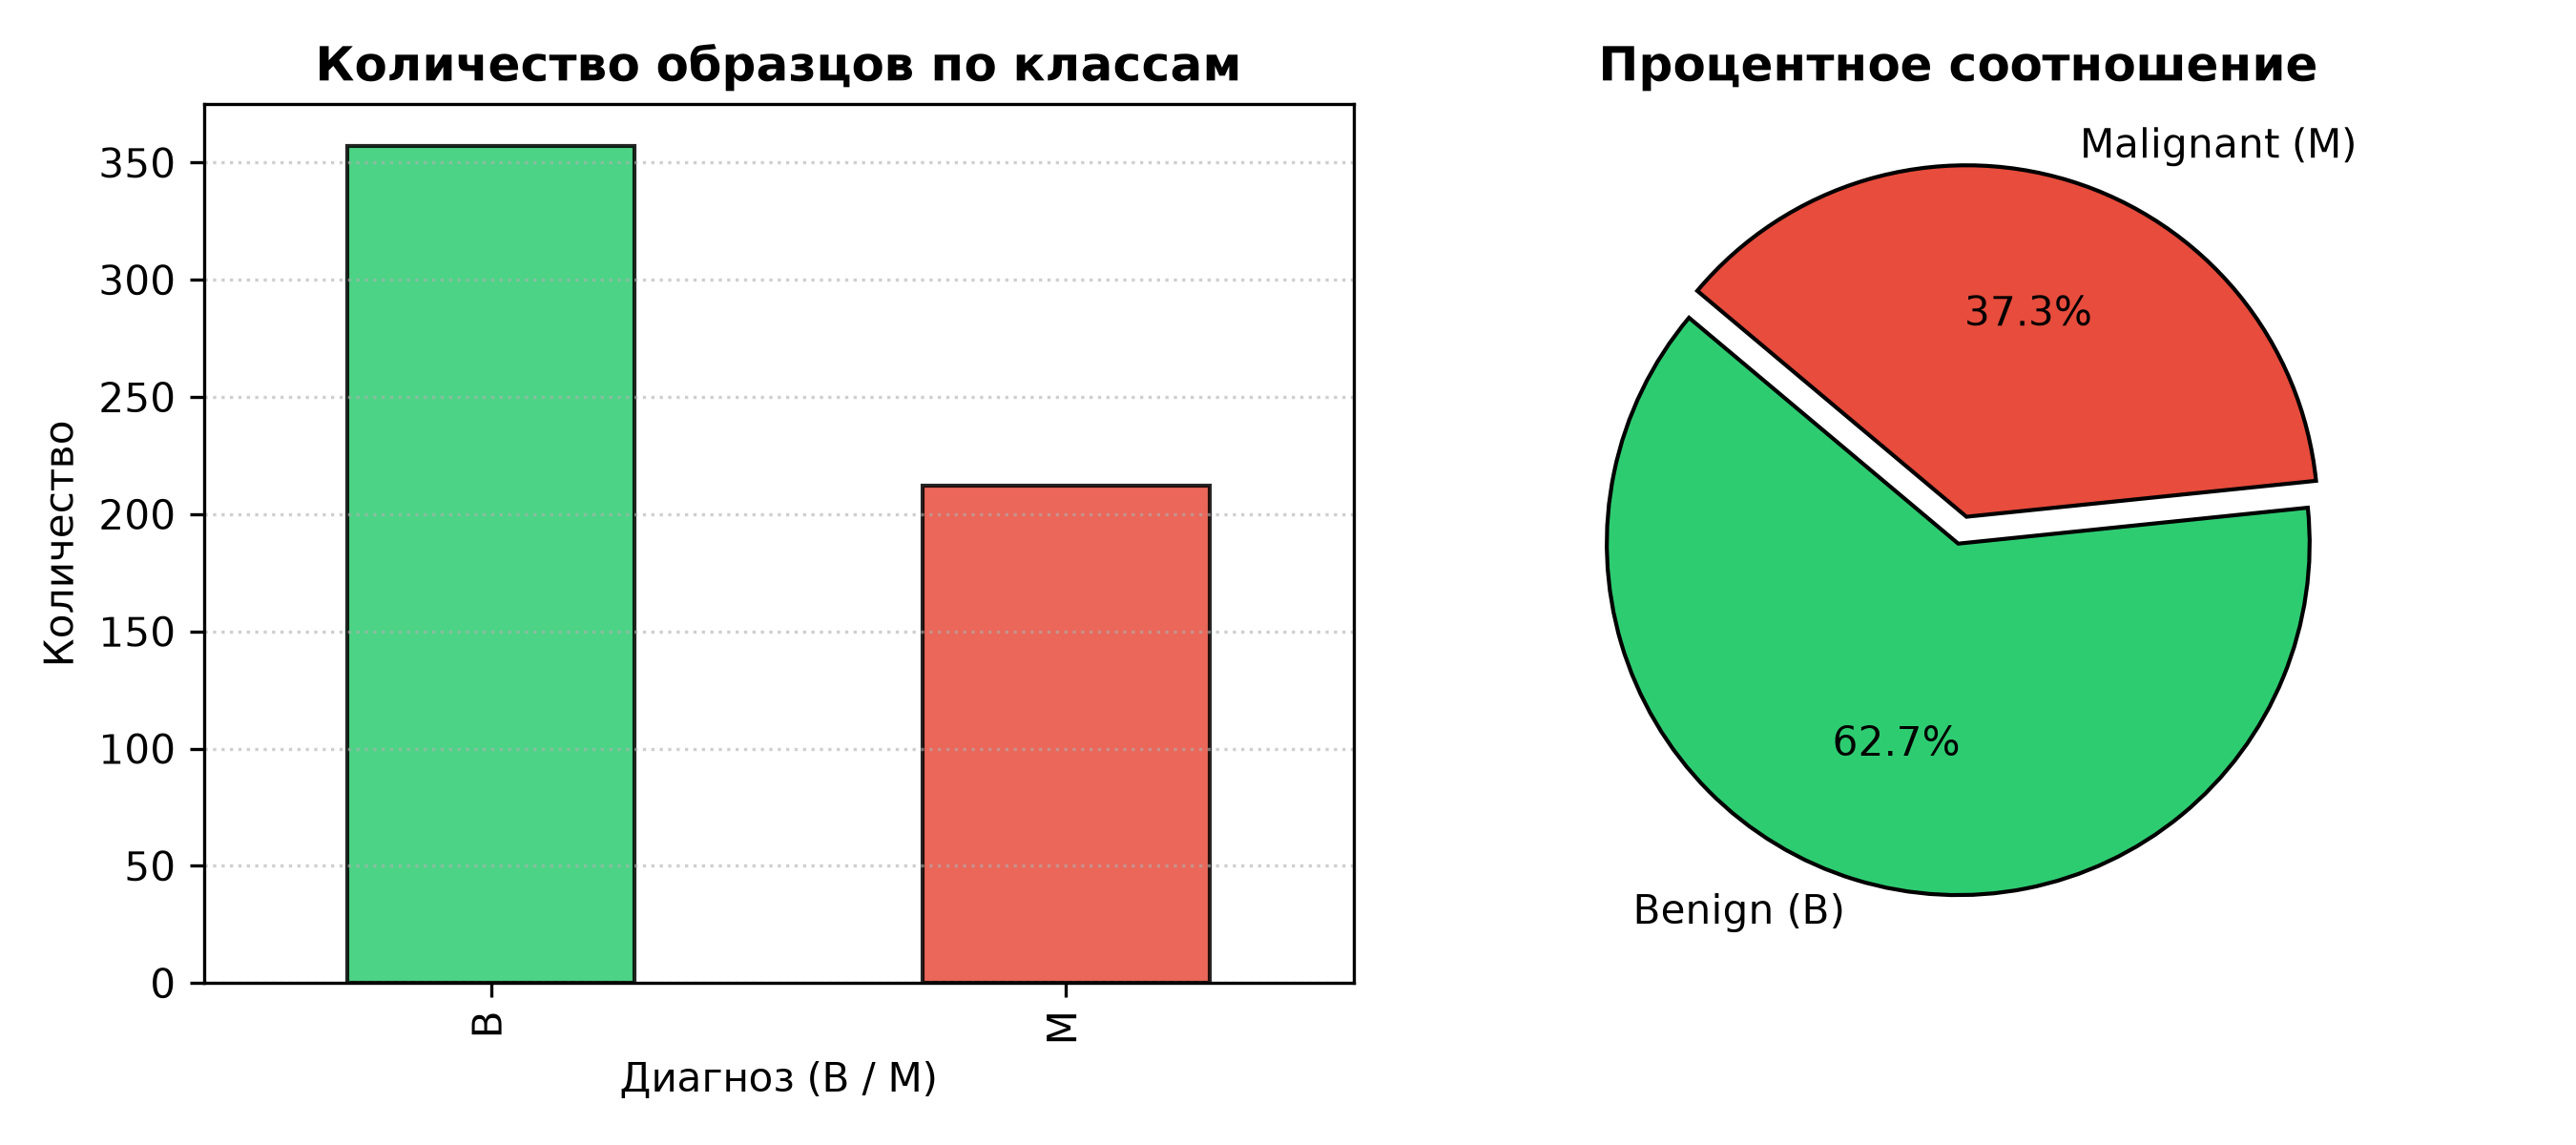 Количество образцов по классам
Количество
350
300
250
200
150
100
50
0
B
M
Диагноз (B / M)
Процентное соотношение
Malignant (M)
37.3%
62.7%
Benign (B)